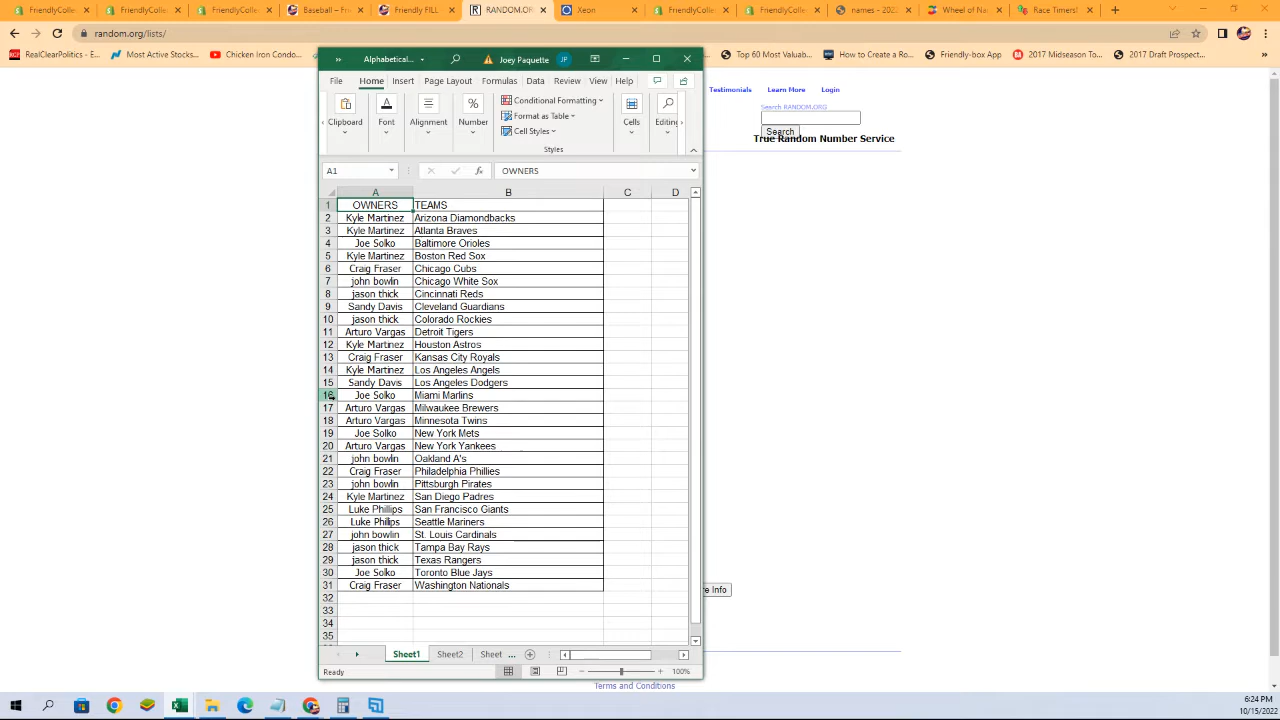 FriendlyColle
FriendlyColle
FriendlyColle
Baseball – Fri
Friendly FILL
RANDOM.OR
Xeon
FriendlyColle
FriendlyColle
names - 202
Wheel of Na
Race Timers!
random.org/lists/
RealClearPolitics - E...
Most Active Stocks...
Chicken Iron Condo...
Top 60 Most Valuab...
How to Create a Ro...
Friendly-box App
2017 Midseason To...
2017 Draft Prospect...
Alphabetical...
Joey Paquette
JP
File Home Insert Page Layout Formulas Data Review View Help
Clipboard
Font
Alignment
Number
Conditional Formatting
Format as Table
Cell Styles
Styles
Cells
Editing
A1
OWNERS
A B C D
1 OWNERS TEAMS
2 Kyle Martinez Arizona Diamondbacks
3 Kyle Martinez Atlanta Braves
4 Joe Solko Baltimore Orioles
5 Kyle Martinez Boston Red Sox
6 Craig Fraser Chicago Cubs
7 john bowlin Chicago White Sox
8 jason thick Cincinnati Reds
9 Sandy Davis Cleveland Guardians
10 jason thick Colorado Rockies
11 Arturo Vargas Detroit Tigers
12 Kyle Martinez Houston Astros
13 Craig Fraser Kansas City Royals
14 Kyle Martinez Los Angeles Angels
15 Sandy Davis Los Angeles Dodgers
16 Joe Solko Miami Marlins
17 Arturo Vargas Milwaukee Brewers
18 Arturo Vargas Minnesota Twins
19 Joe Solko New York Mets
20 Arturo Vargas New York Yankees
21 john bowlin Oakland A's
22 Craig Fraser Philadelphia Phillies
23 john bowlin Pittsburgh Pirates
24 Kyle Martinez San Diego Padres
25 Luke Phillips San Francisco Giants
26 Luke Philips Seattle Mariners
27 john bowlin St. Louis Cardinals
28 jason thick Tampa Bay Rays
29 jason thick Texas Rangers
30 Joe Solko Toronto Blue Jays
31 Craig Fraser Washington Nationals
32
33
34
35
Sheet1 Sheet2 Sheet ...
Ready
100%
Testimonials Learn More Login
Search RANDOM.ORG
Search
True Random Number Service
re Info
Terms and Conditions
6:24 PM
10/15/2022